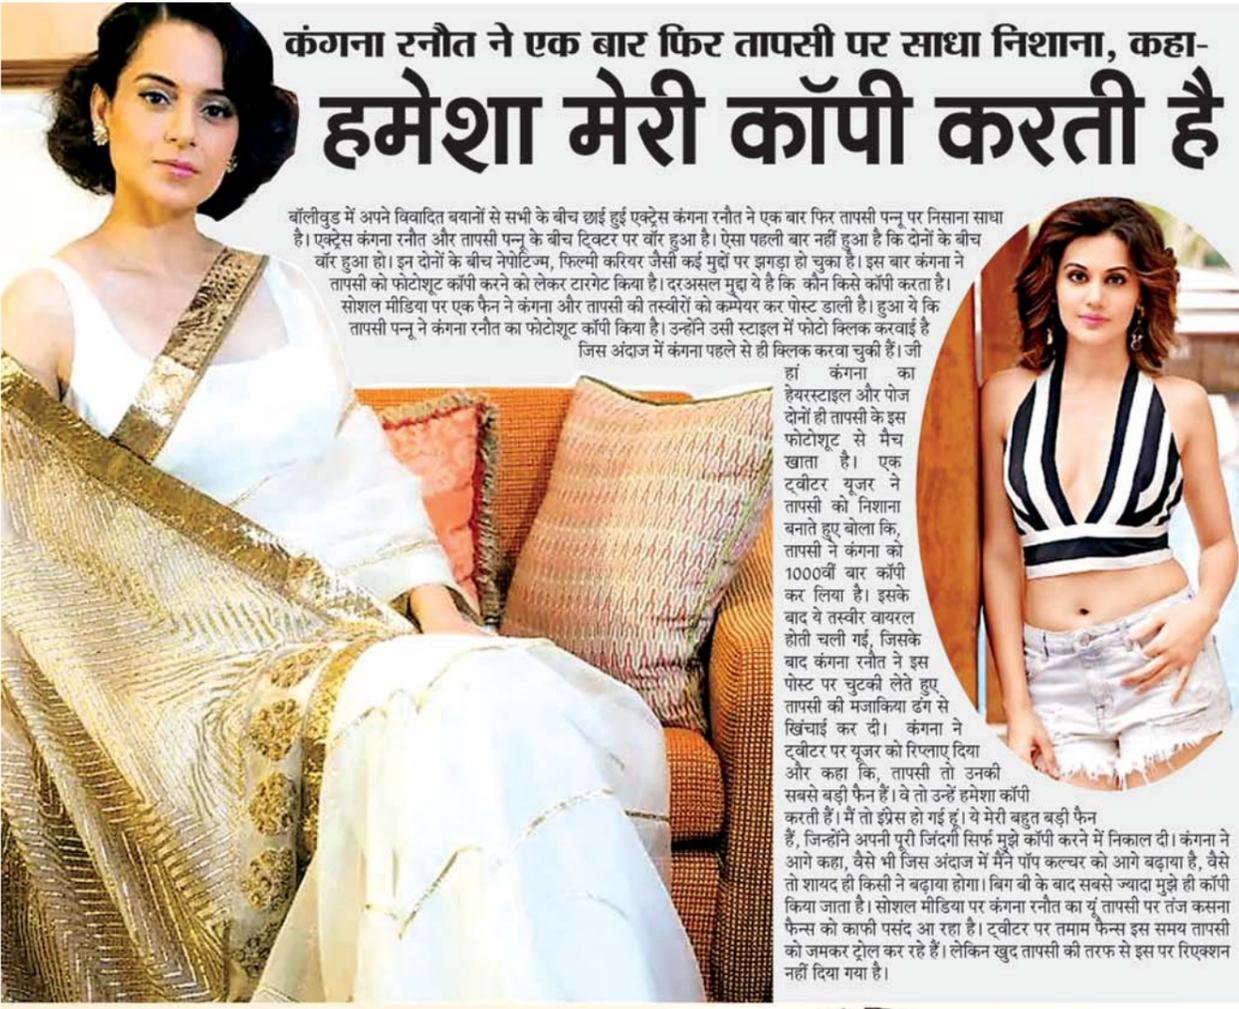 कंगना रनौत ने एक बार फिर तापसी पर साधा निशाना, कहा-
हमेशा मेरी कॉपी करती है
बॉलीवुड में अपने विवादित बयानों से सभी के बीच छाई हुई एक्ट्रेस कंगना रनौत ने एक बार फिर तापसी पन्नू पर निसाना साधा
है। एक्ट्रेस कंगना रनौत और तापसी पन्नू के बीच ट्विटर पर वॉर हुआ है। ऐसा पहली बार नहीं हुआ है कि दोनों के बीच
वॉर हुआ हो। इन दोनों के बीच नेपोटिज्म, फिल्मी करियर जैसी कई मुद्दों पर झगड़ा हो चुका है। इस बार कंगना ने
तापसी को फोटोशूट कॉपी करने को लेकर टारगेट किया है। दरअसल मुद्दा ये है कि कौन किसे कॉपी करता है।
सोशल मीडिया पर एक फैन ने कंगना और तापसी की तस्वीरों को कम्पेयर कर पोस्ट डाली है। हुआ ये कि
तापसी पन्नू ने कंगना रनौत का फोटोशूट कॉपी किया है। उन्होंने उसी स्टाइल में फोटो क्लिक करवाई है
जिस अंदाज में कंगना पहले से ही क्लिक करवा चुकी हैं। जी
हां कंगना का
हेयरस्टाइल और पोज
दोनों ही तापसी के इस
फोटोशूट से मैच
खाता है। एक
ट्वीटर यूजर ने
तापसी को निशाना
बनाते हुए बोला कि,
तापसी ने कंगना को
1000वीं बार कॉपी
कर लिया है। इसके
बाद ये तस्वीर वायरल
होती चली गई, जिसके
बाद कंगना रनौत ने इस
पोस्ट पर चुटकी लेते हुए
तापसी की मजाकिया ढंग से
खिंचाई कर दी। कंगना ने
ट्वीटर पर यूजर को रिप्लाए दिया
और कहा कि, तापसी तो उनकी
सबसे बड़ी फैन हैं। वे तो उन्हें हमेशा कॉपी
करती हैं। मैं तो इंप्रेस हो गई हूं। ये मेरी बहुत बड़ी फैन
हैं, जिन्होंने अपनी पूरी जिंदगी सिर्फ मुझे कॉपी करने में निकाल दी। कंगना ने
आगे कहा, वैसे भी जिस अंदाज में मैंने पॉप कल्चर को आगे बढ़ाया है, वैसे
तो शायद ही किसी ने बढ़ाया होगा। बिग बी के बाद सबसे ज्यादा मुझे ही कॉपी
किया जाता है। सोशल मीडिया पर कंगना रनौत का यूं तापसी पर तंज कसना
फैन्स को काफी पसंद आ रहा है। ट्वीटर पर तमाम फैन्स इस समय तापसी
को जमकर ट्रोल कर रहे हैं। लेकिन खुद तापसी की तरफ से इस पर रिएक्शन
नहीं दिया गया है।